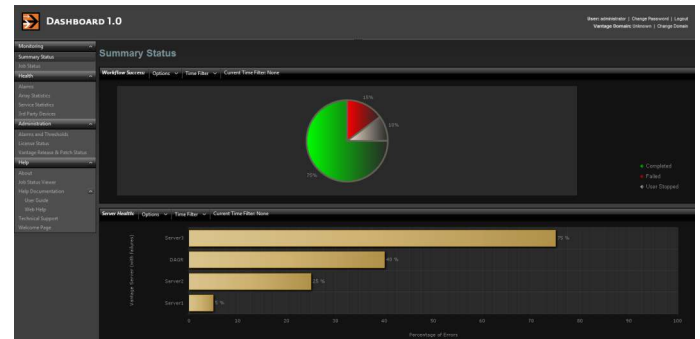 DASHBOARD 1.0
User: administrator | Change Password | Logout
Vantage Domain: Unknown | Change Domain
Monitoring
Summary Status
Job Status
Health
Alarms
Array Statistics
Service Statistics
3rd Party Devices
Administration
Alarms and Thresholds
License Status
Vantage Release & Patch Status
Help
About
Job Status Viewer
Help Documentation
User Guide
Web Help
Technical Support
Welcome Page
Summary Status
Workflow Success: Options Time Filter Current Time Filter: None
15%
10%
75%
Completed
Failed
User Stopped
Server Health: Options Time Filter Current Time Filter: None
Vantage Server (with failures)
75 %
OAGR
40 %
25 %
5 %
0 10 20 30 40 50 60 70 80 90 100
Percentage of Errors